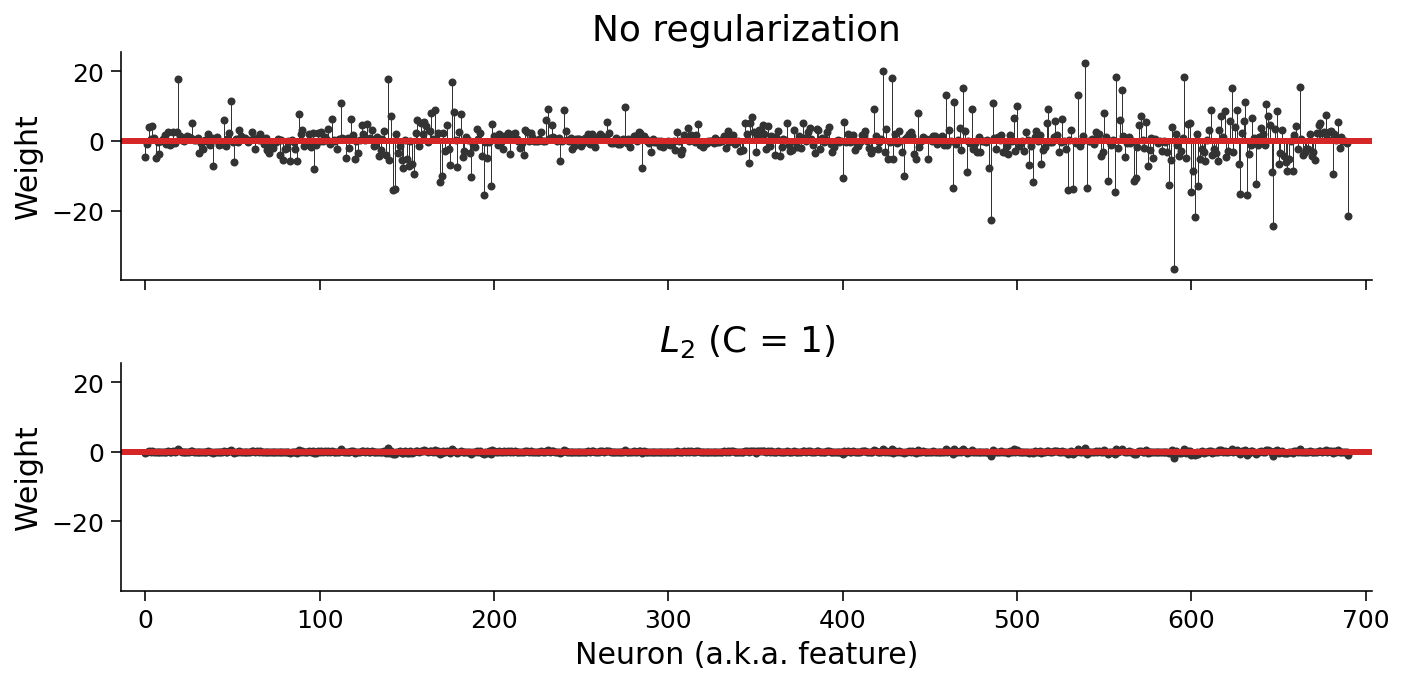 No regularization
Weight
20
0
−20
L₂ (C = 1)
Weight
20
0
−20
0 100 200 300 400 500 600 700
Neuron (a.k.a. feature)